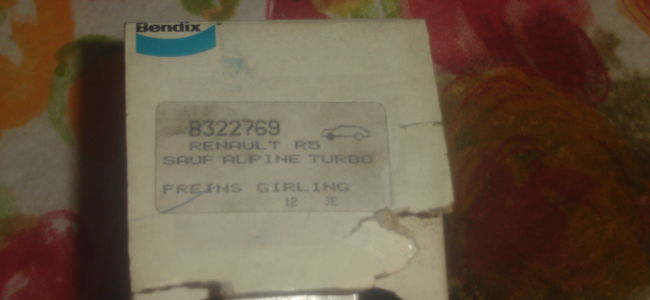 Bendix
B322769
RENAULT R5
SAUF ALPINE TURBO
FREINS GIRLING
12 JE